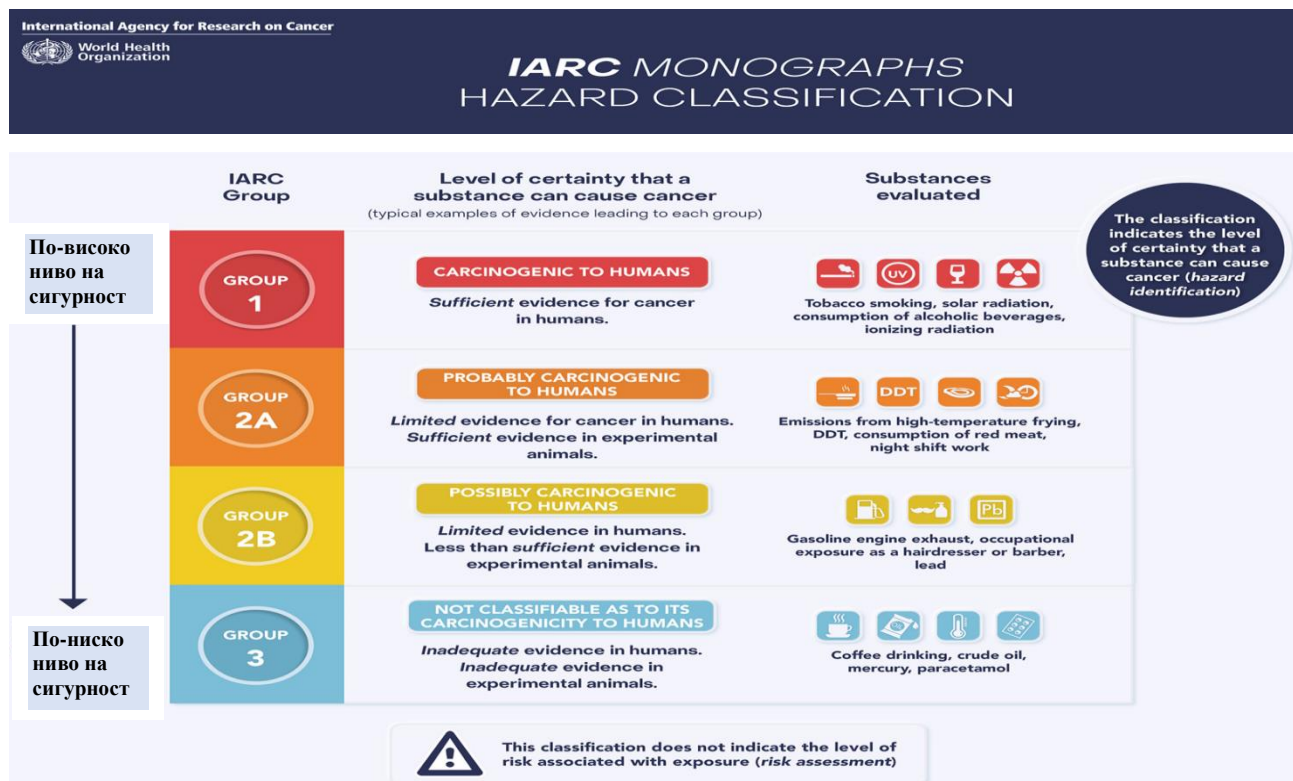 International Agency for Research on Cancer
World Health
Organization
IARC MONOGRAPHS
HAZARD CLASSIFICATION
IARC
Group
Level of certainty that a
substance can cause cancer
(typical examples of evidence leading to each group)
Substances
evaluated
The classification
indicates the level
of certainty that a
substance can cause
cancer (hazard
identification)
По-високо
ниво на
сигурност
GROUP
1
CARCINOGENIC TO HUMANS
Sufficient evidence for cancer
in humans.
UV
Tobacco smoking, solar radiation,
consumption of alcoholic beverages,
ionizing radiation
GROUP
2A
PROBABLY CARCINOGENIC
TO HUMANS
Limited evidence for cancer in humans.
Sufficient evidence in experimental
animals.
DDT
Emissions from high-temperature frying,
DDT, consumption of red meat,
night shift work
GROUP
2B
POSSIBLY CARCINOGENIC
TO HUMANS
Limited evidence in humans.
Less than sufficient evidence in
experimental animals.
Pb
Gasoline engine exhaust, occupational
exposure as a hairdresser or barber,
lead
По-ниско
ниво на
сигурност
GROUP
3
NOT CLASSIFIABLE AS TO ITS
CARCINOGENICITY TO HUMANS
Inadequate evidence in humans.
Inadequate evidence in
experimental animals.
Coffee drinking, crude oil,
mercury, paracetamol
This classification does not indicate the level of
risk associated with exposure (risk assessment)